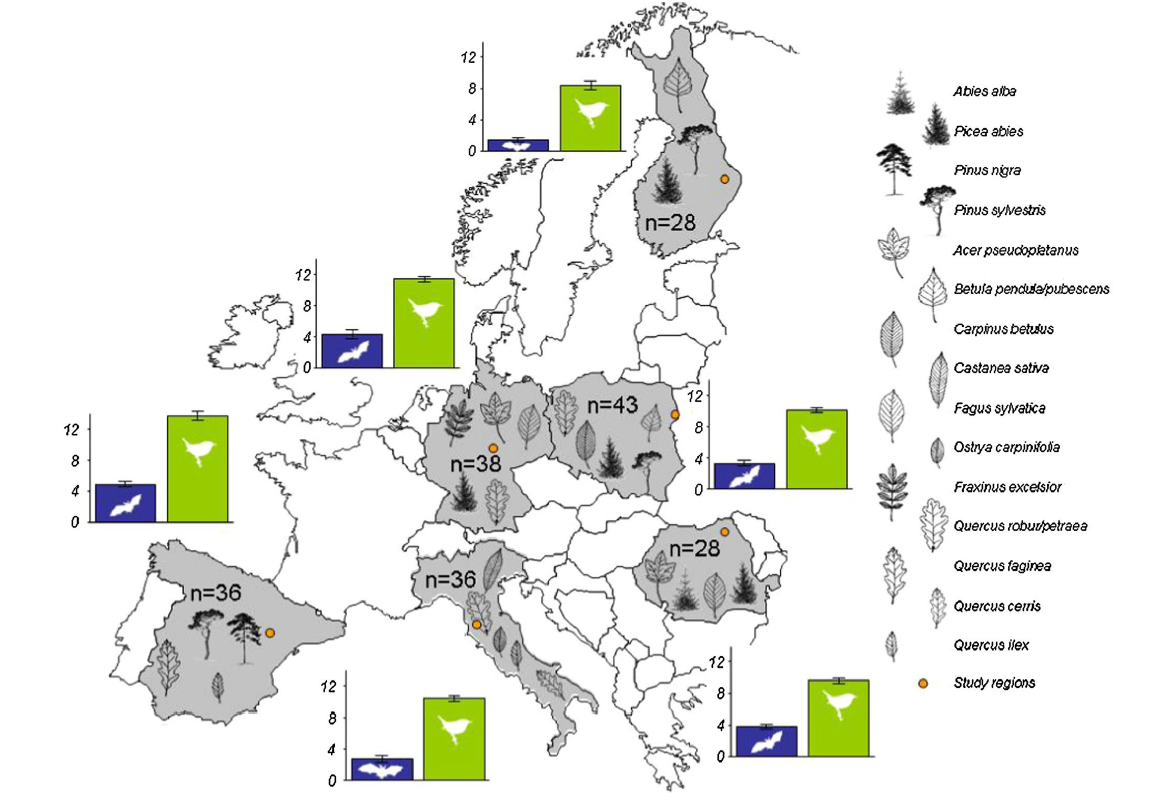 12
8
4
0
n=28
12
8
4
0
12
8
4
0
n=38
n=43
12
8
4
0
n=36
n=36
n=28
12
8
4
0
12
8
4
0
Abies alba
Picea abies
Pinus nigra
Pinus sylvestris
Acer pseudoplatanus
Betula pendula/pubescens
Carpinus betulus
Castanea sativa
Fagus sylvatica
Ostrya carpinifolia
Fraxinus excelsior
Quercus robur/petraea
Quercus faginea
Quercus cerris
Quercus ilex
Study regions